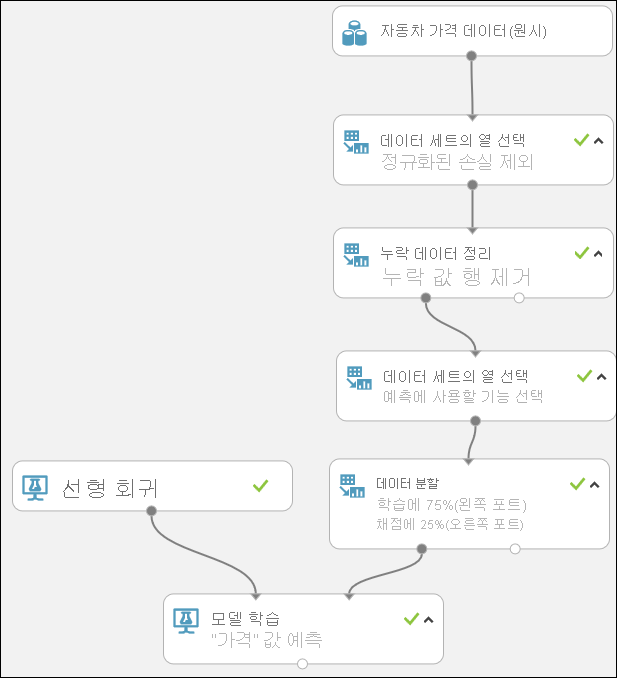 자동차 가격 데이터(원시)
데이터 세트의 열 선택
정규화된 손실 제외
누락 데이터 정리
누락 값 행 제거
데이터 세트의 열 선택
예측에 사용할 기능 선택
선형 회귀
데이터 분할
학습에 75%(왼쪽 포트)
채점에 25%(오른쪽 포트)
모델 학습
"가격" 값 예측